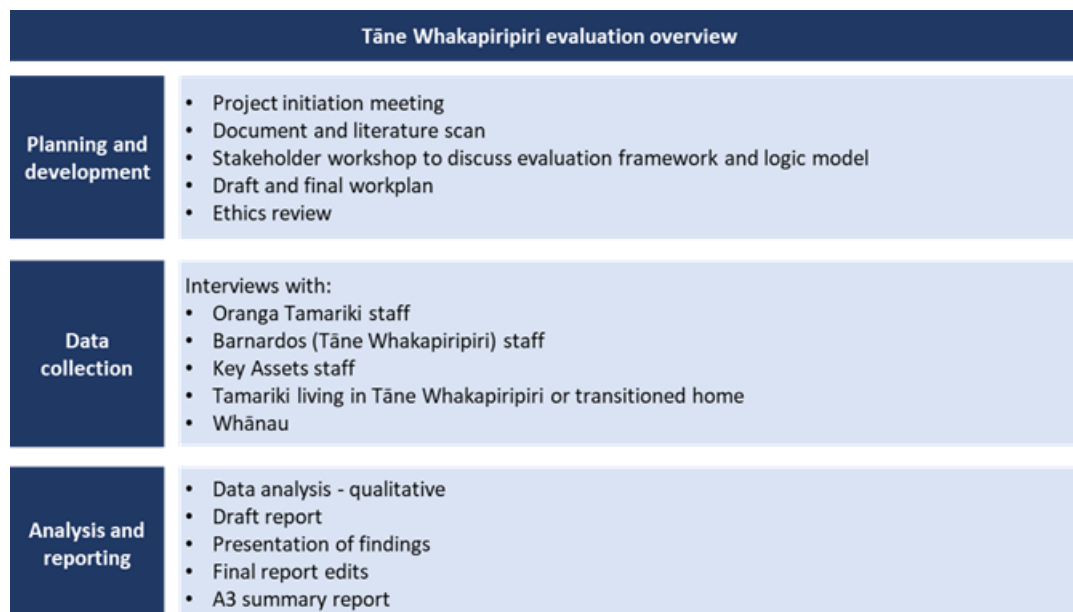 Tāne Whakapiripiri evaluation overview
Planning and
development
• Project initiation meeting
• Document and literature scan
• Stakeholder workshop to discuss evaluation framework and logic model
• Draft and final workplan
• Ethics review
Data
collection
Interviews with:
• Oranga Tamariki staff
• Barnardos (Tāne Whakapiripiri) staff
• Key Assets staff
• Tamariki living in Tāne Whakapiripiri or transitioned home
• Whānau
Analysis and
reporting
• Data analysis - qualitative
• Draft report
• Presentation of findings
• Final report edits
• A3 summary report